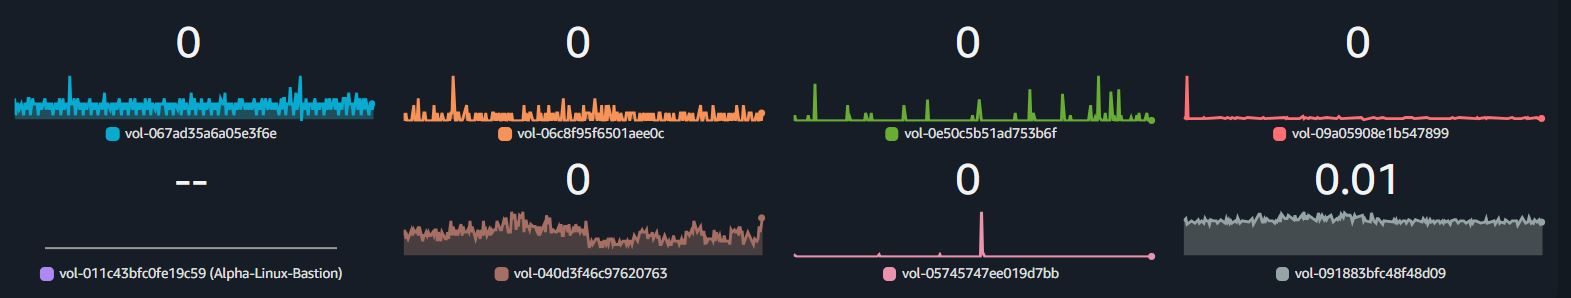 0
0
0
0
vol-067ad35a6a05e3f6e
vol-06c8f95f6501aee0c
vol-0e50c5b51ad753b6f
vol-09a05908e1b547899
--
0
0
0.01
vol-011c43bfc0fe19c59 (Alpha-Linux-Bastion)
vol-040d3f46c97620763
vol-05745747ee019d7bb
vol-091883bfc48f48d09